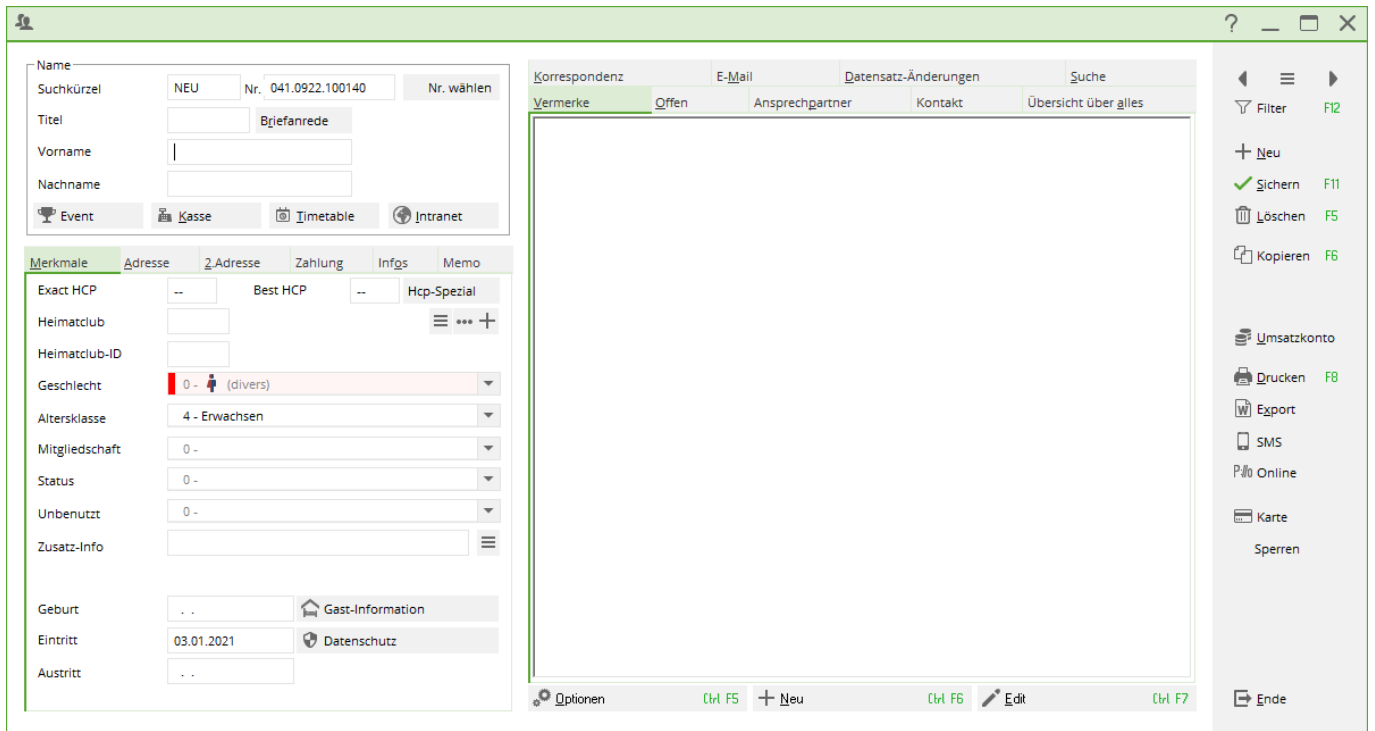 ?
Name
Suchkürzel NEU Nr. 041.0922.100140 Nr. wählen
Titel Briefanrede
Vorname
Nachname
Event Kasse Timetable Intranet
Merkmale Adresse 2.Adresse Zahlung Infos Memo
Exact HCP -- Best HCP -- Hcp-Spezial
Heimatclub
Heimatclub-ID
Geschlecht 0 - (divers)
Altersklasse 4 - Erwachsen
Mitgliedschaft 0 -
Status 0 -
Unbenutzt 0 -
Zusatz-Info
Geburt . . Gast-Information
Eintritt 03.01.2021 Datenschutz
Austritt . .
Korrespondenz E-Mail Datensatz-Änderungen Suche
Vermerke Offen Ansprechpartner Kontakt Übersicht über alles
Optionen Ctrl F5 Neu Ctrl F6 Edit Ctrl F7
Filter F12
Neu
Sichern F11
Löschen F5
Kopieren F6
Umsatzkonto
Drucken F8
W Export
SMS
P:// Online
Karte
Sperren
Ende